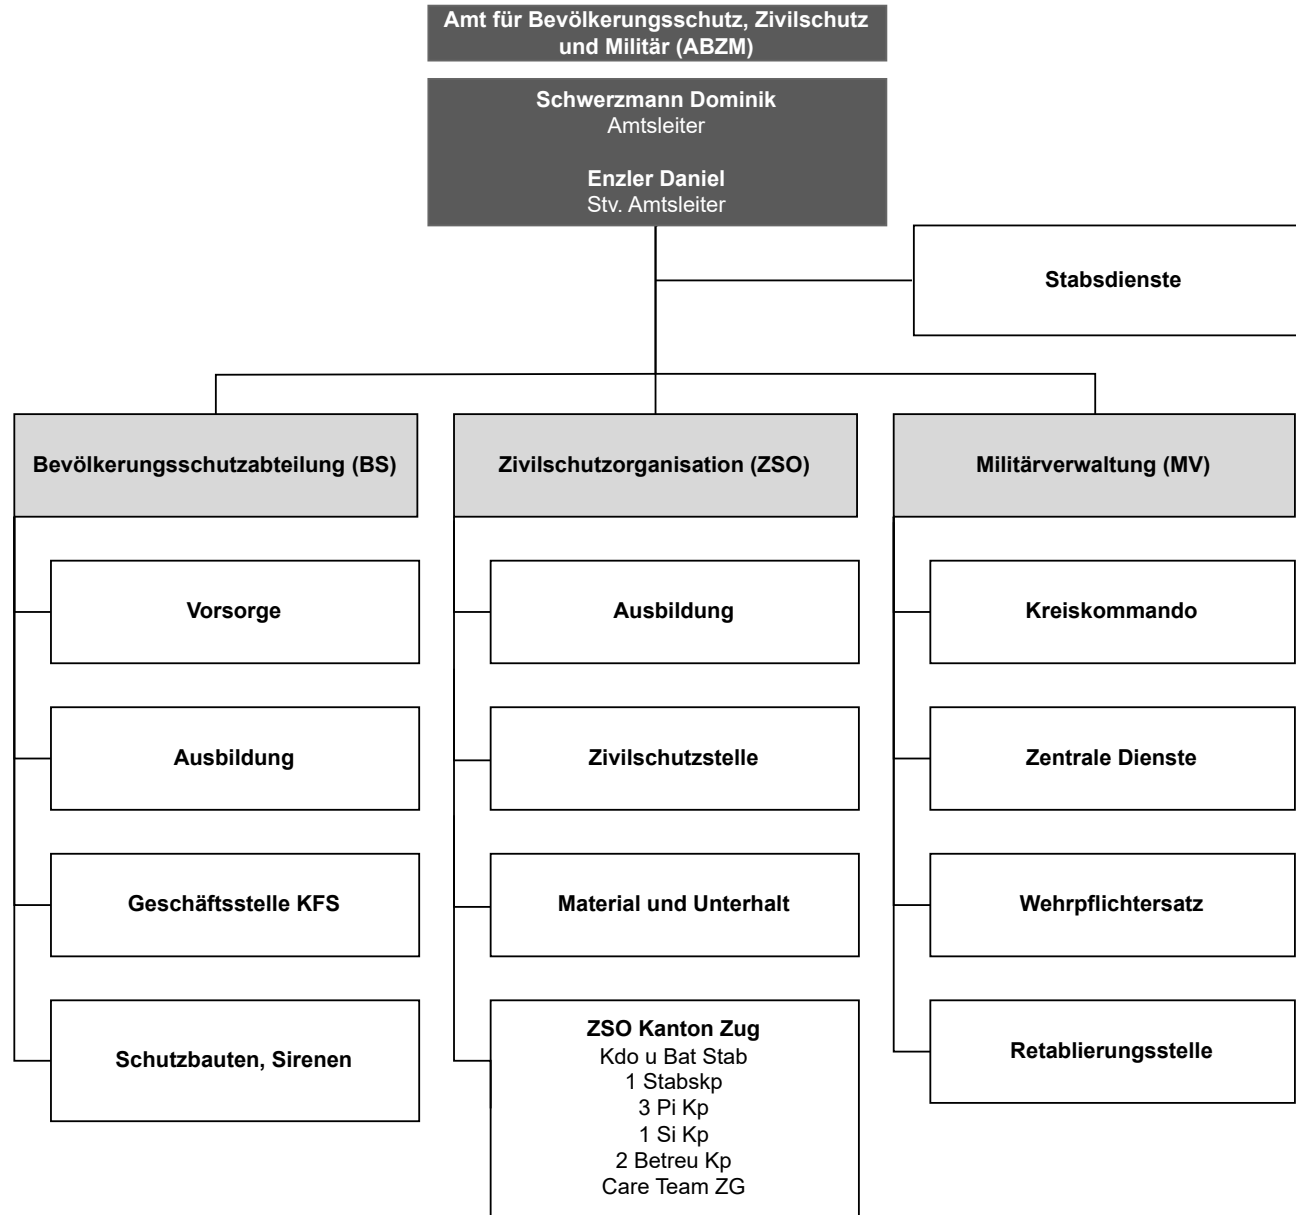 Amt für Bevölkerungsschutz, Zivilschutz
und Militär (ABZM)
Schwerzmann Dominik
Amtsleiter
Enzler Daniel
Stv. Amtsleiter
Stabsdienste
Bevölkerungsschutzabteilung (BS)
Vorsorge
Ausbildung
Geschäftsstelle KFS
Schutzbauten, Sirenen
Zivilschutzorganisation (ZSO)
Ausbildung
Zivilschutzstelle
Material und Unterhalt
ZSO Kanton Zug
Kdo u Bat Stab
1 Stabskp
3 Pi Kp
1 Si Kp
2 Betreu Kp
Care Team ZG
Militärverwaltung (MV)
Kreiskommando
Zentrale Dienste
Wehrpflichtersatz
Retablierungsstelle